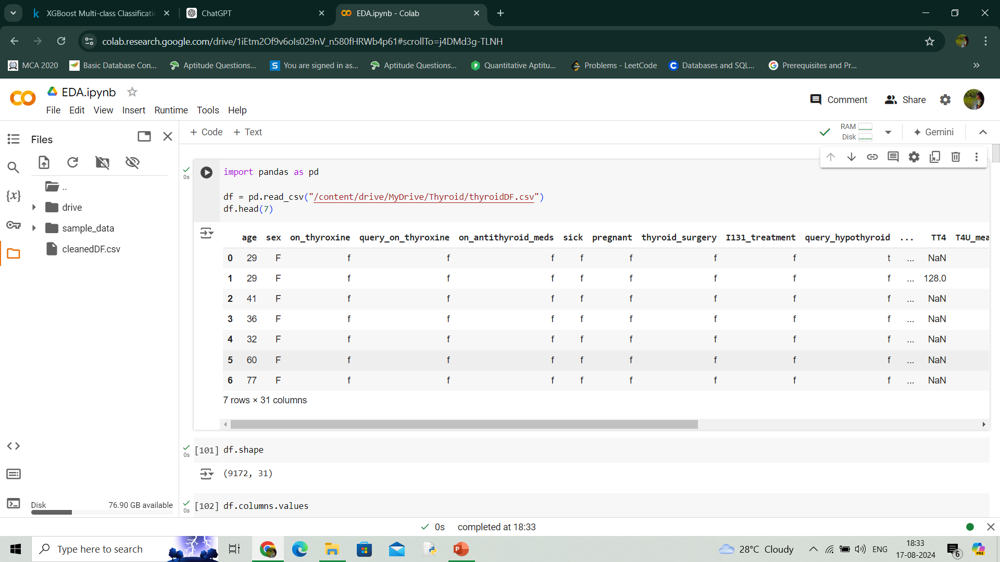 XGBoost Multi-class Classificati
ChatGPT
EDA.ipynb - Colab
colab.research.google.com/drive/1iEtm2Of9v6oIs029nV_n580fHRWb4p61#scrollTo=j4DMd3g-TLNH
MCA 2020
Basic Database Con...
Aptitude Questions...
You are signed in as...
Aptitude Questions...
Quantitative Aptitu...
Problems - LeetCode
Databases and SQL...
Prerequisites and Pr...
EDA.ipynb
Comment
Share
File Edit View Insert Runtime Tools Help
Files
+ Code + Text
RAM
Disk
Gemini
..
drive
sample_data
cleanedDF.csv
Disk 76.90 GB available
0s
import pandas as pd
df = pd.read_csv("/content/drive/MyDrive/Thyroid/thyroidDF.csv")
df.head(7)
age sex on_thyroxine query_on_thyroxine on_antithyroid_meds sick pregnant thyroid_surgery I131_treatment query_hypothyroid ... TT4 T4U_mea
0 29 F f f f f f f f t ... NaN
1 29 F f f f f f f f f ... 128.0
2 41 F f f f f f f f f ... NaN
3 36 F f f f f f f f f ... NaN
4 32 F f f f f f f f f ... NaN
5 60 F f f f f f f f f ... NaN
6 77 F f f f f f f f f ... NaN
7 rows × 31 columns
0s
[101] df.shape
(9172, 31)
0s
[102] df.columns.values
0s completed at 18:33
Type here to search
28°C Cloudy
ENG
18:33
17-08-2024
6
PRE